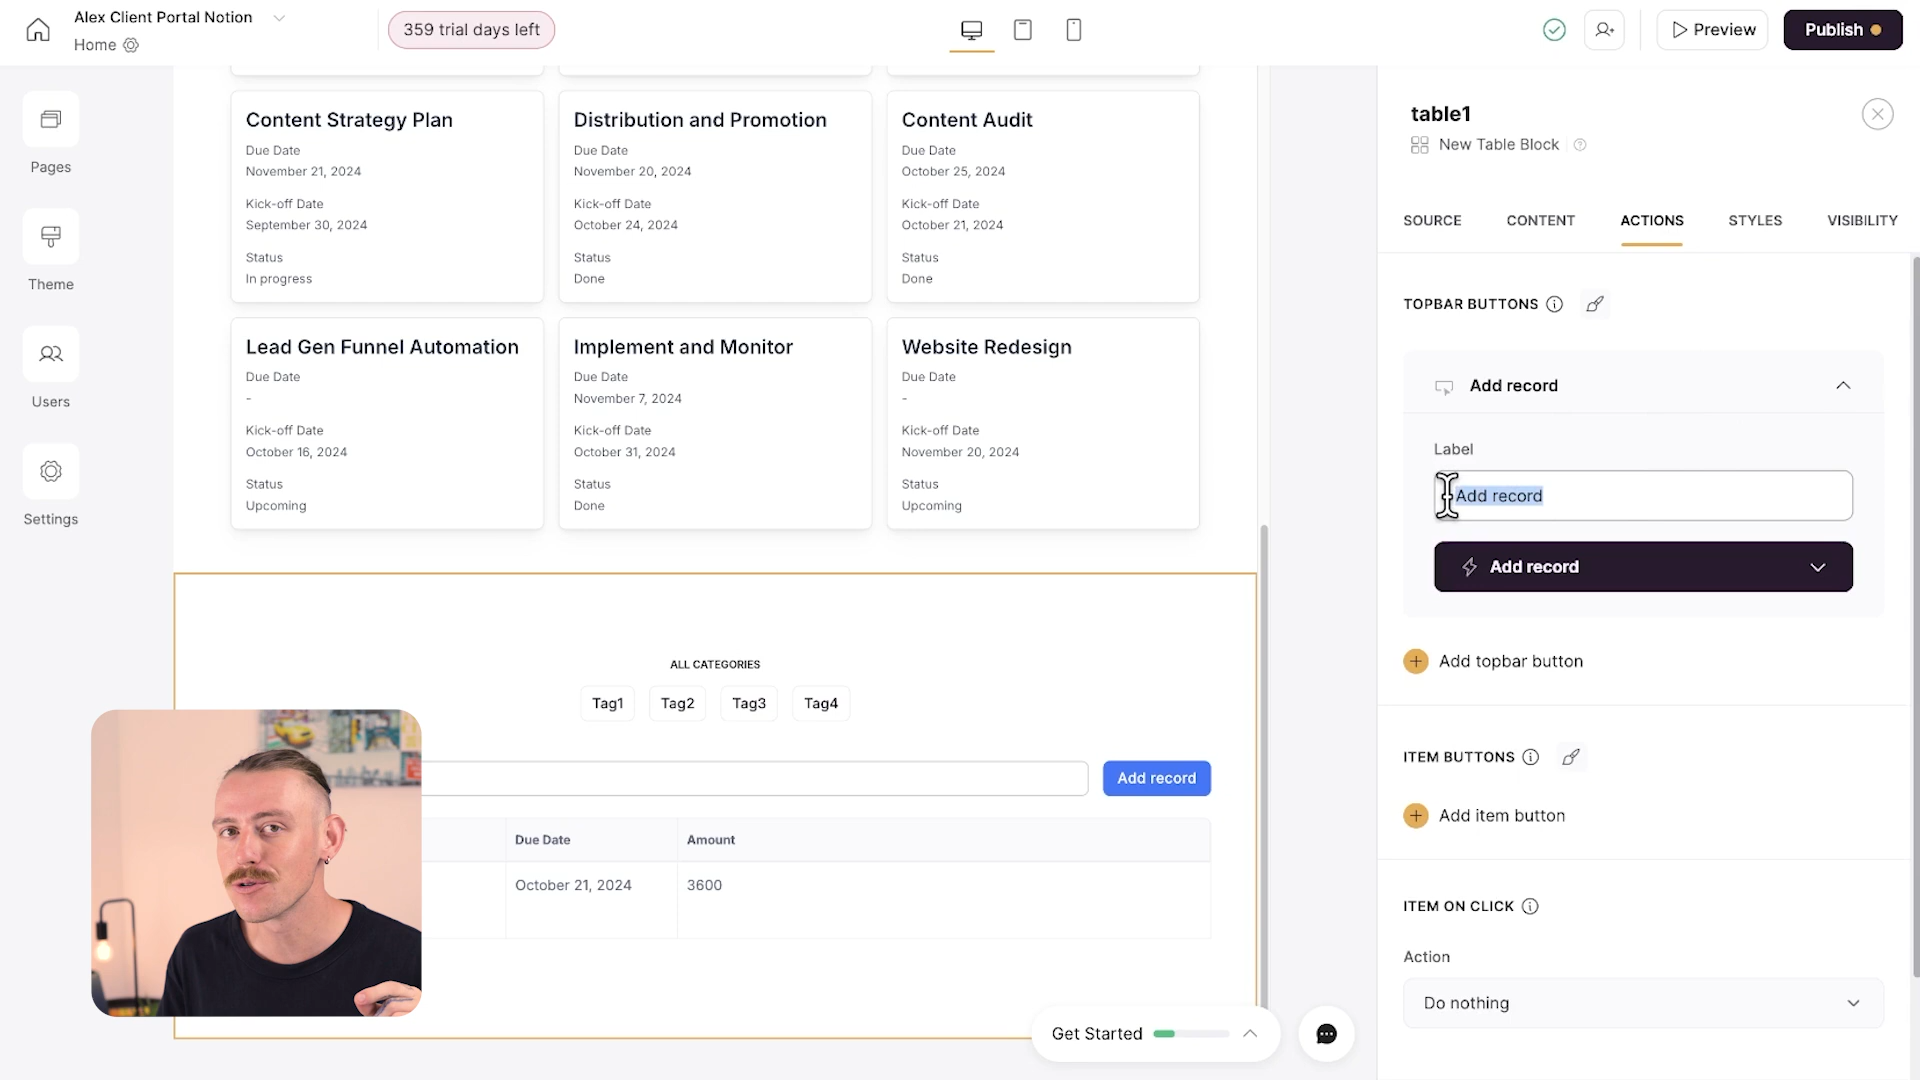 Alex Client Portal Notion
Home
359 trial days left
Preview
Publish
Pages
Theme
Users
Settings
Content Strategy Plan
Due Date
November 21, 2024
Kick-off Date
September 30, 2024
Status
In progress
Distribution and Promotion
Due Date
November 20, 2024
Kick-off Date
October 24, 2024
Status
Done
Content Audit
Due Date
October 25, 2024
Kick-off Date
October 21, 2024
Status
Done
Lead Gen Funnel Automation
Due Date
-
Kick-off Date
October 16, 2024
Status
Upcoming
Implement and Monitor
Due Date
November 7, 2024
Kick-off Date
October 31, 2024
Status
Done
Website Redesign
Due Date
-
Kick-off Date
November 20, 2024
Status
Upcoming
ALL CATEGORIES
Tag1 Tag2 Tag3 Tag4
Add record
Due Date Amount
October 21, 2024 3600
Get Started
table1
New Table Block
SOURCE CONTENT ACTIONS STYLES VISIBILITY
TOPBAR BUTTONS
Add record
Label
Add record
Add record
Add topbar button
ITEM BUTTONS
Add item button
ITEM ON CLICK
Action
Do nothing